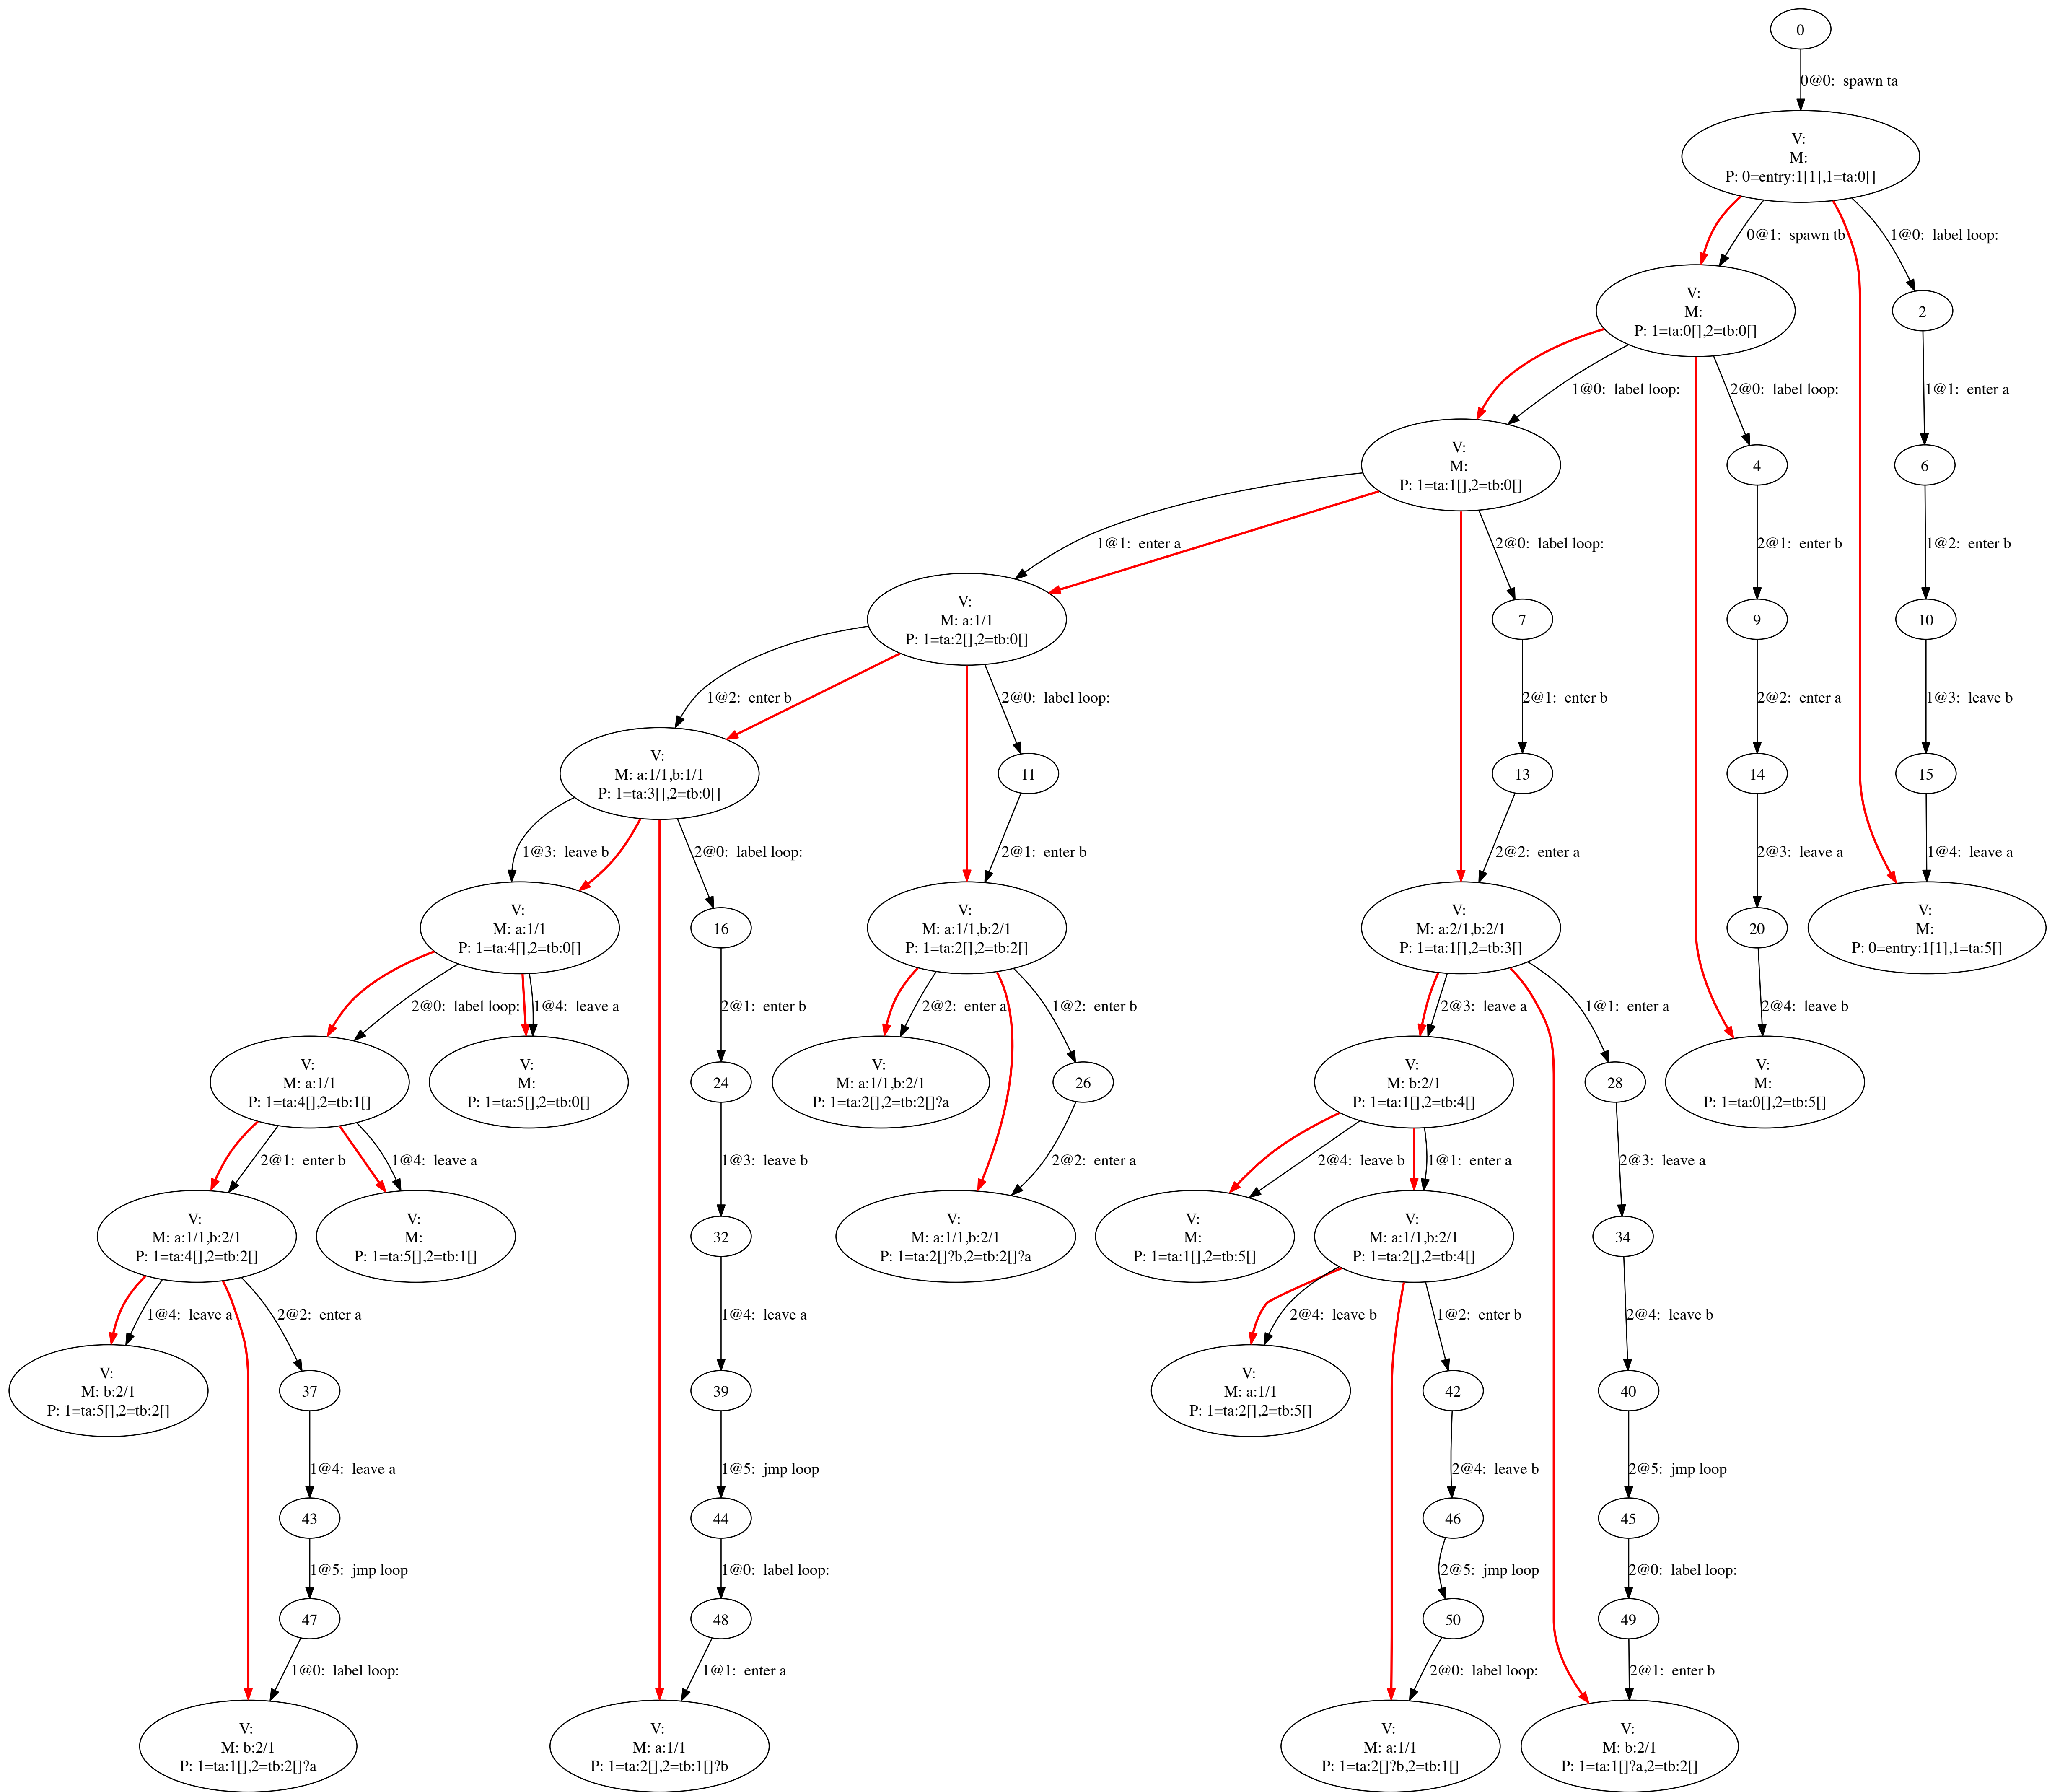 0
0@0:  spawn ta
V:
M:
P: 0=entry:1[1],1=ta:0[]
0@1:  spawn tb
1@0:  label loop:
V:
M:
P: 1=ta:0[],2=tb:0[]
2
1@0:  label loop:
2@0:  label loop:
1@1:  enter a
V:
M:
P: 1=ta:1[],2=tb:0[]
4
6
1@1:  enter a
2@0:  label loop:
2@1:  enter b
1@2:  enter b
V:
M: a:1/1
P: 1=ta:2[],2=tb:0[]
7
9
10
1@2:  enter b
2@0:  label loop:
2@1:  enter b
2@2:  enter a
1@3:  leave b
V:
M: a:1/1,b:1/1
P: 1=ta:3[],2=tb:0[]
11
13
14
15
1@3:  leave b
2@0:  label loop:
2@1:  enter b
2@2:  enter a
2@3:  leave a
1@4:  leave a
V:
M: a:1/1
P: 1=ta:4[],2=tb:0[]
16
V:
M: a:1/1,b:2/1
P: 1=ta:2[],2=tb:2[]
V:
M: a:2/1,b:2/1
P: 1=ta:1[],2=tb:3[]
20
V:
M:
P: 0=entry:1[1],1=ta:5[]
2@0:  label loop:
1@4:  leave a
2@1:  enter b
2@2:  enter a
1@2:  enter b
2@3:  leave a
1@1:  enter a
2@4:  leave b
V:
M: a:1/1
P: 1=ta:4[],2=tb:1[]
V:
M:
P: 1=ta:5[],2=tb:0[]
24
V:
M: a:1/1,b:2/1
P: 1=ta:2[],2=tb:2[]?a
26
V:
M: b:2/1
P: 1=ta:1[],2=tb:4[]
28
V:
M:
P: 1=ta:0[],2=tb:5[]
2@1:  enter b
1@4:  leave a
1@3:  leave b
2@2:  enter a
2@4:  leave b
1@1:  enter a
2@3:  leave a
V:
M: a:1/1,b:2/1
P: 1=ta:4[],2=tb:2[]
V:
M:
P: 1=ta:5[],2=tb:1[]
32
V:
M: a:1/1,b:2/1
P: 1=ta:2[]?b,2=tb:2[]?a
V:
M:
P: 1=ta:1[],2=tb:5[]
V:
M: a:1/1,b:2/1
P: 1=ta:2[],2=tb:4[]
34
1@4:  leave a
2@2:  enter a
1@4:  leave a
2@4:  leave b
1@2:  enter b
2@4:  leave b
V:
M: b:2/1
P: 1=ta:5[],2=tb:2[]
37
39
V:
M: a:1/1
P: 1=ta:2[],2=tb:5[]
42
40
1@4:  leave a
1@5:  jmp loop
2@4:  leave b
2@5:  jmp loop
43
44
46
45
1@5:  jmp loop
1@0:  label loop:
2@5:  jmp loop
2@0:  label loop:
47
48
50
49
1@0:  label loop:
1@1:  enter a
2@0:  label loop:
2@1:  enter b
V:
M: b:2/1
P: 1=ta:1[],2=tb:2[]?a
V:
M: a:1/1
P: 1=ta:2[],2=tb:1[]?b
V:
M: a:1/1
P: 1=ta:2[]?b,2=tb:1[]
V:
M: b:2/1
P: 1=ta:1[]?a,2=tb:2[]